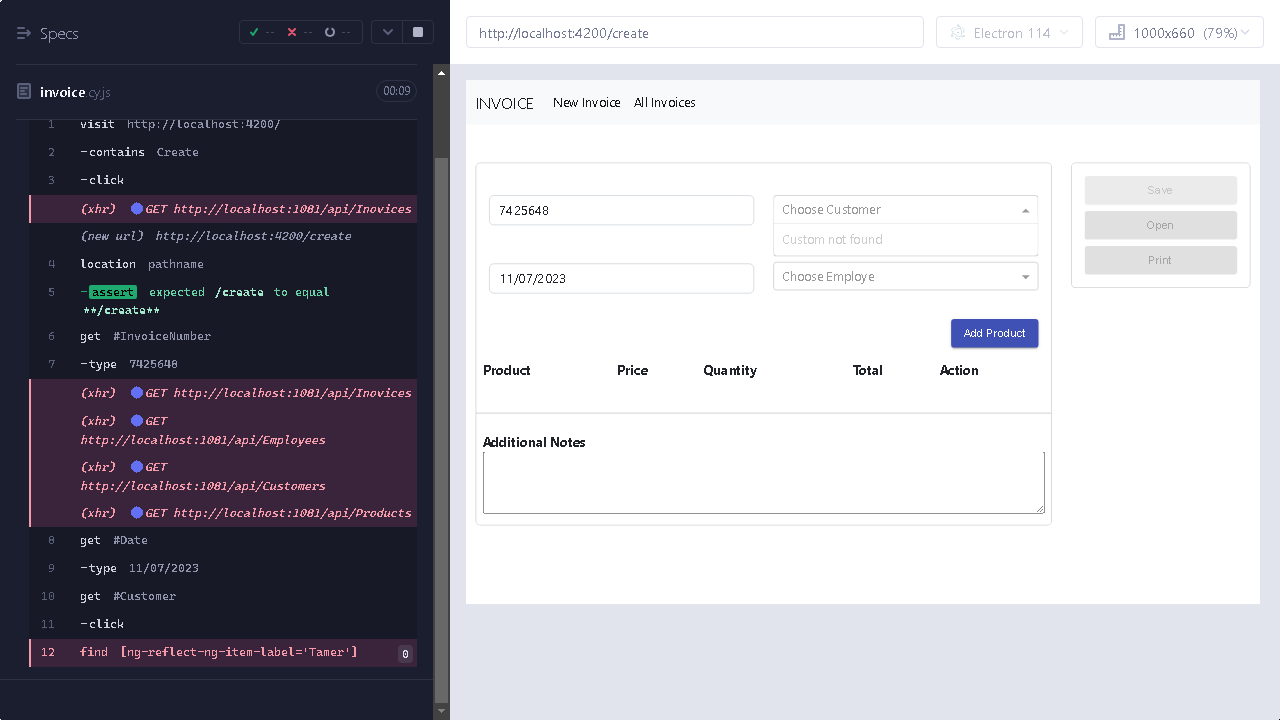 Specs
-- -- --
invoice.cy.js
00:09
1 visit http://localhost:4200/
2 -contains Create
3 -click
(xhr) GET http://localhost:1081/api/Inovices
(new url) http://localhost:4200/create
4 location pathname
5 -assert expected /create to equal
**/create**
6 get #InvoiceNumber
7 -type 7425648
(xhr) GET http://localhost:1081/api/Inovices
(xhr) GET
http://localhost:1081/api/Employees
(xhr) GET
http://localhost:1081/api/Customers
(xhr) GET http://localhost:1081/api/Products
8 get #Date
9 -type 11/07/2023
10 get #Customer
11 -click
12 find [ng-reflect-ng-item-label='Tamer'] 0
http://localhost:4200/create
Electron 114
1000x660 (79%)
INVOICE New Invoice All Invoices
7425648
Choose Customer
Custom not found
11/07/2023
Choose Employe
Add Product
Product Price Quantity Total Action
Additional Notes
Save
Open
Print